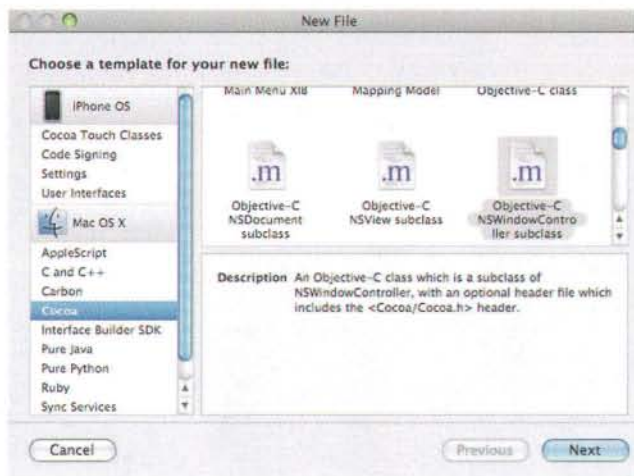 New File
Choose a template for your new file:
iPhone OS
Cocoa Touch Classes
Code Signing
Settings
User Interfaces
Mac OS X
AppleScript
C and C++
Carbon
Cocoa
Interface Builder SDK
Pure Java
Pure Python
Ruby
Sync Services
Main Menu XIB
Mapping Model
Objective-C class
.m
.m
.m
Objective-C
NSDocument
subclass
Objective-C
NSView subclass
Objective-C
NSWindowContro
ller subclass
Description An Objective-C class which is a subclass of
NSWindowController, with an optional header file which
includes the <Cocoa/Cocoa.h> header.
Cancel
Previous
Next